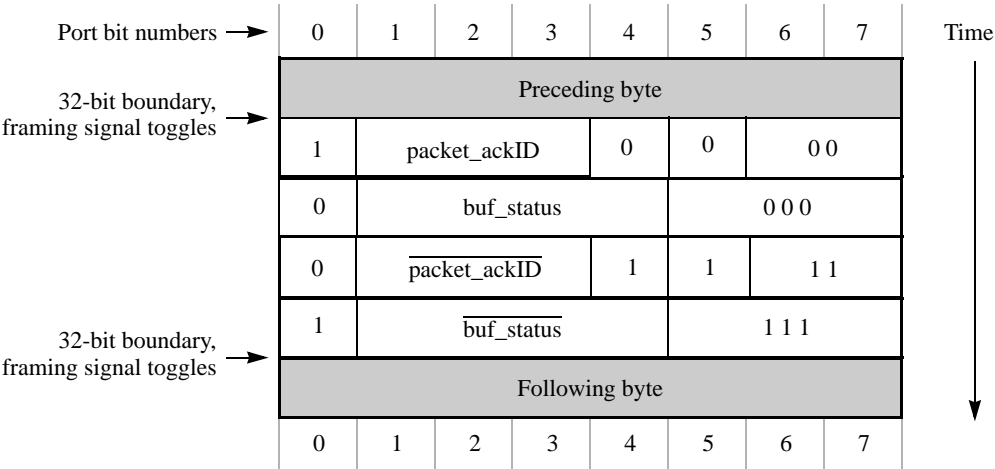 Port bit numbers 0 1 2 3 4 5 6 7 Time
Preceding byte
32-bit boundary,
framing signal toggles
1 packet_ackID 0 0 0 0
0 buf_status 0 0 0
0 packet_ackID 1 1 1 1
1 buf_status 1 1 1
32-bit boundary,
framing signal toggles
Following byte
0 1 2 3 4 5 6 7